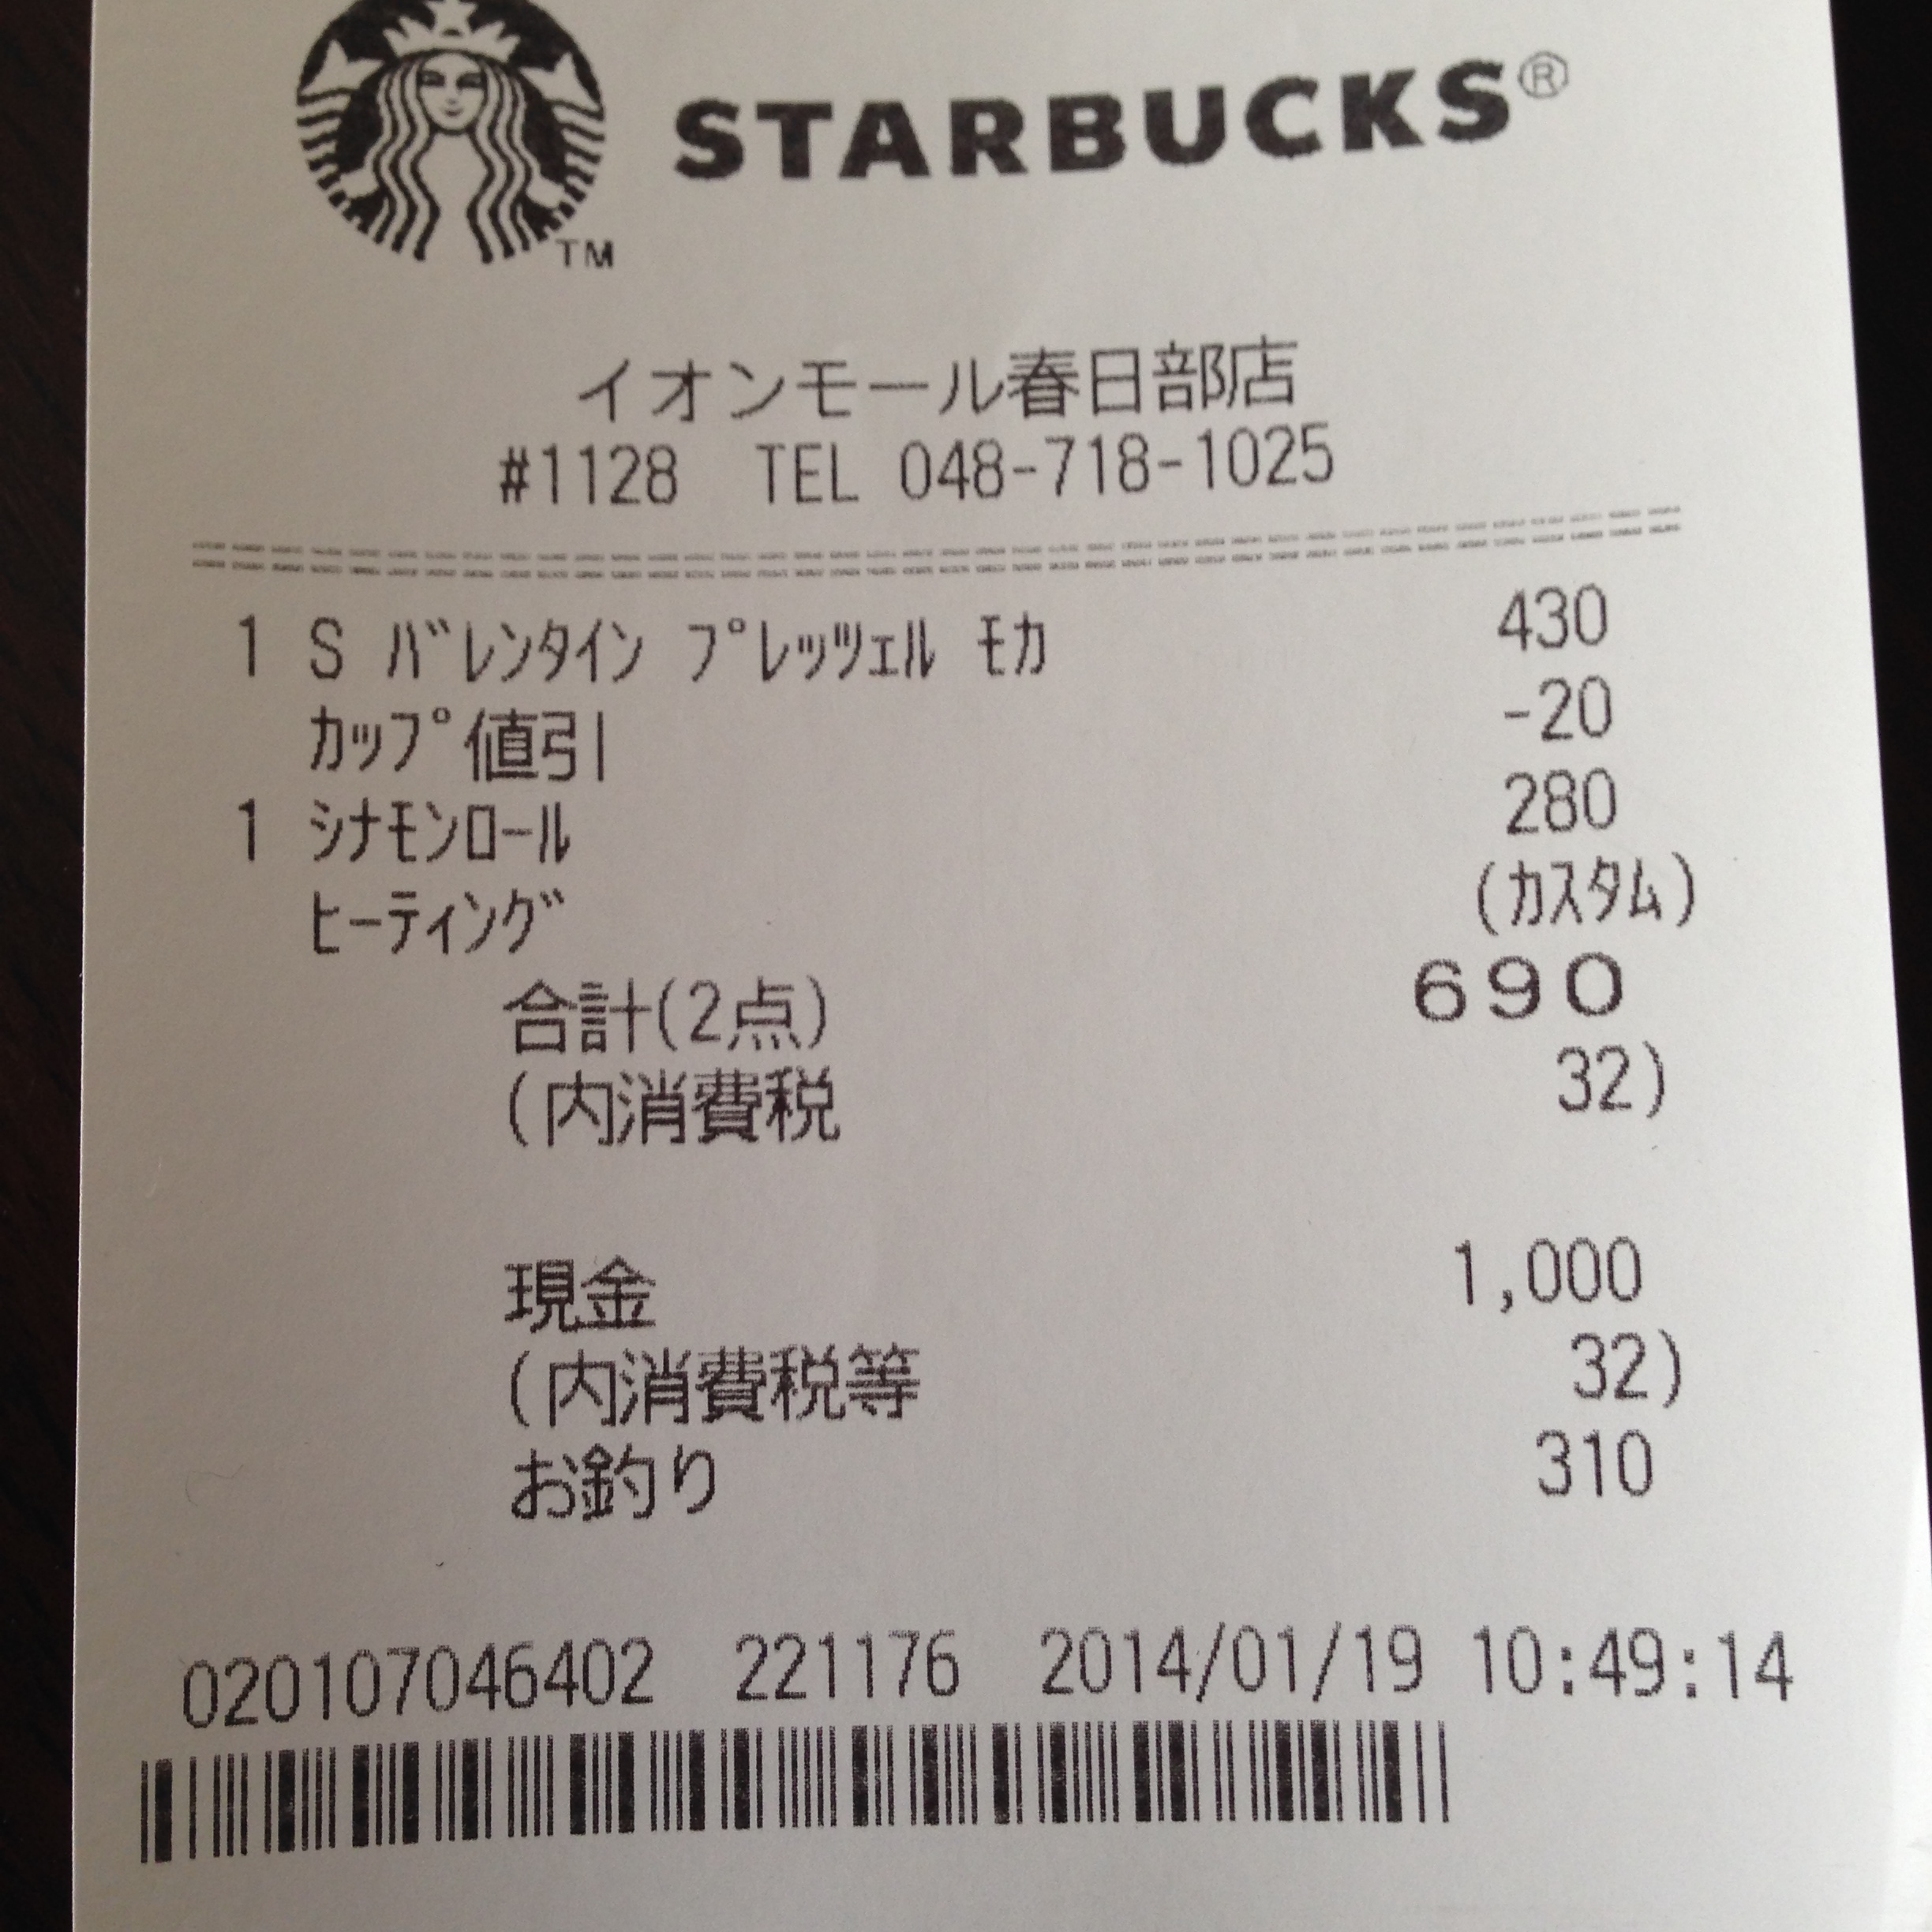 STARBUCKS®
TM
イオンモール春日部店
#1128 TEL 048-718-1025
1 S バレンタイン プレッツェル モカ 430
カップ値引 -20
1 シナモンロール 280
ヒーティング (カスタム)
合計(2点) 690
(内消費税 32)
現金 1,000
(内消費税等 32)
お釣り 310
020107046402 221176 2014/01/19 10:49:14